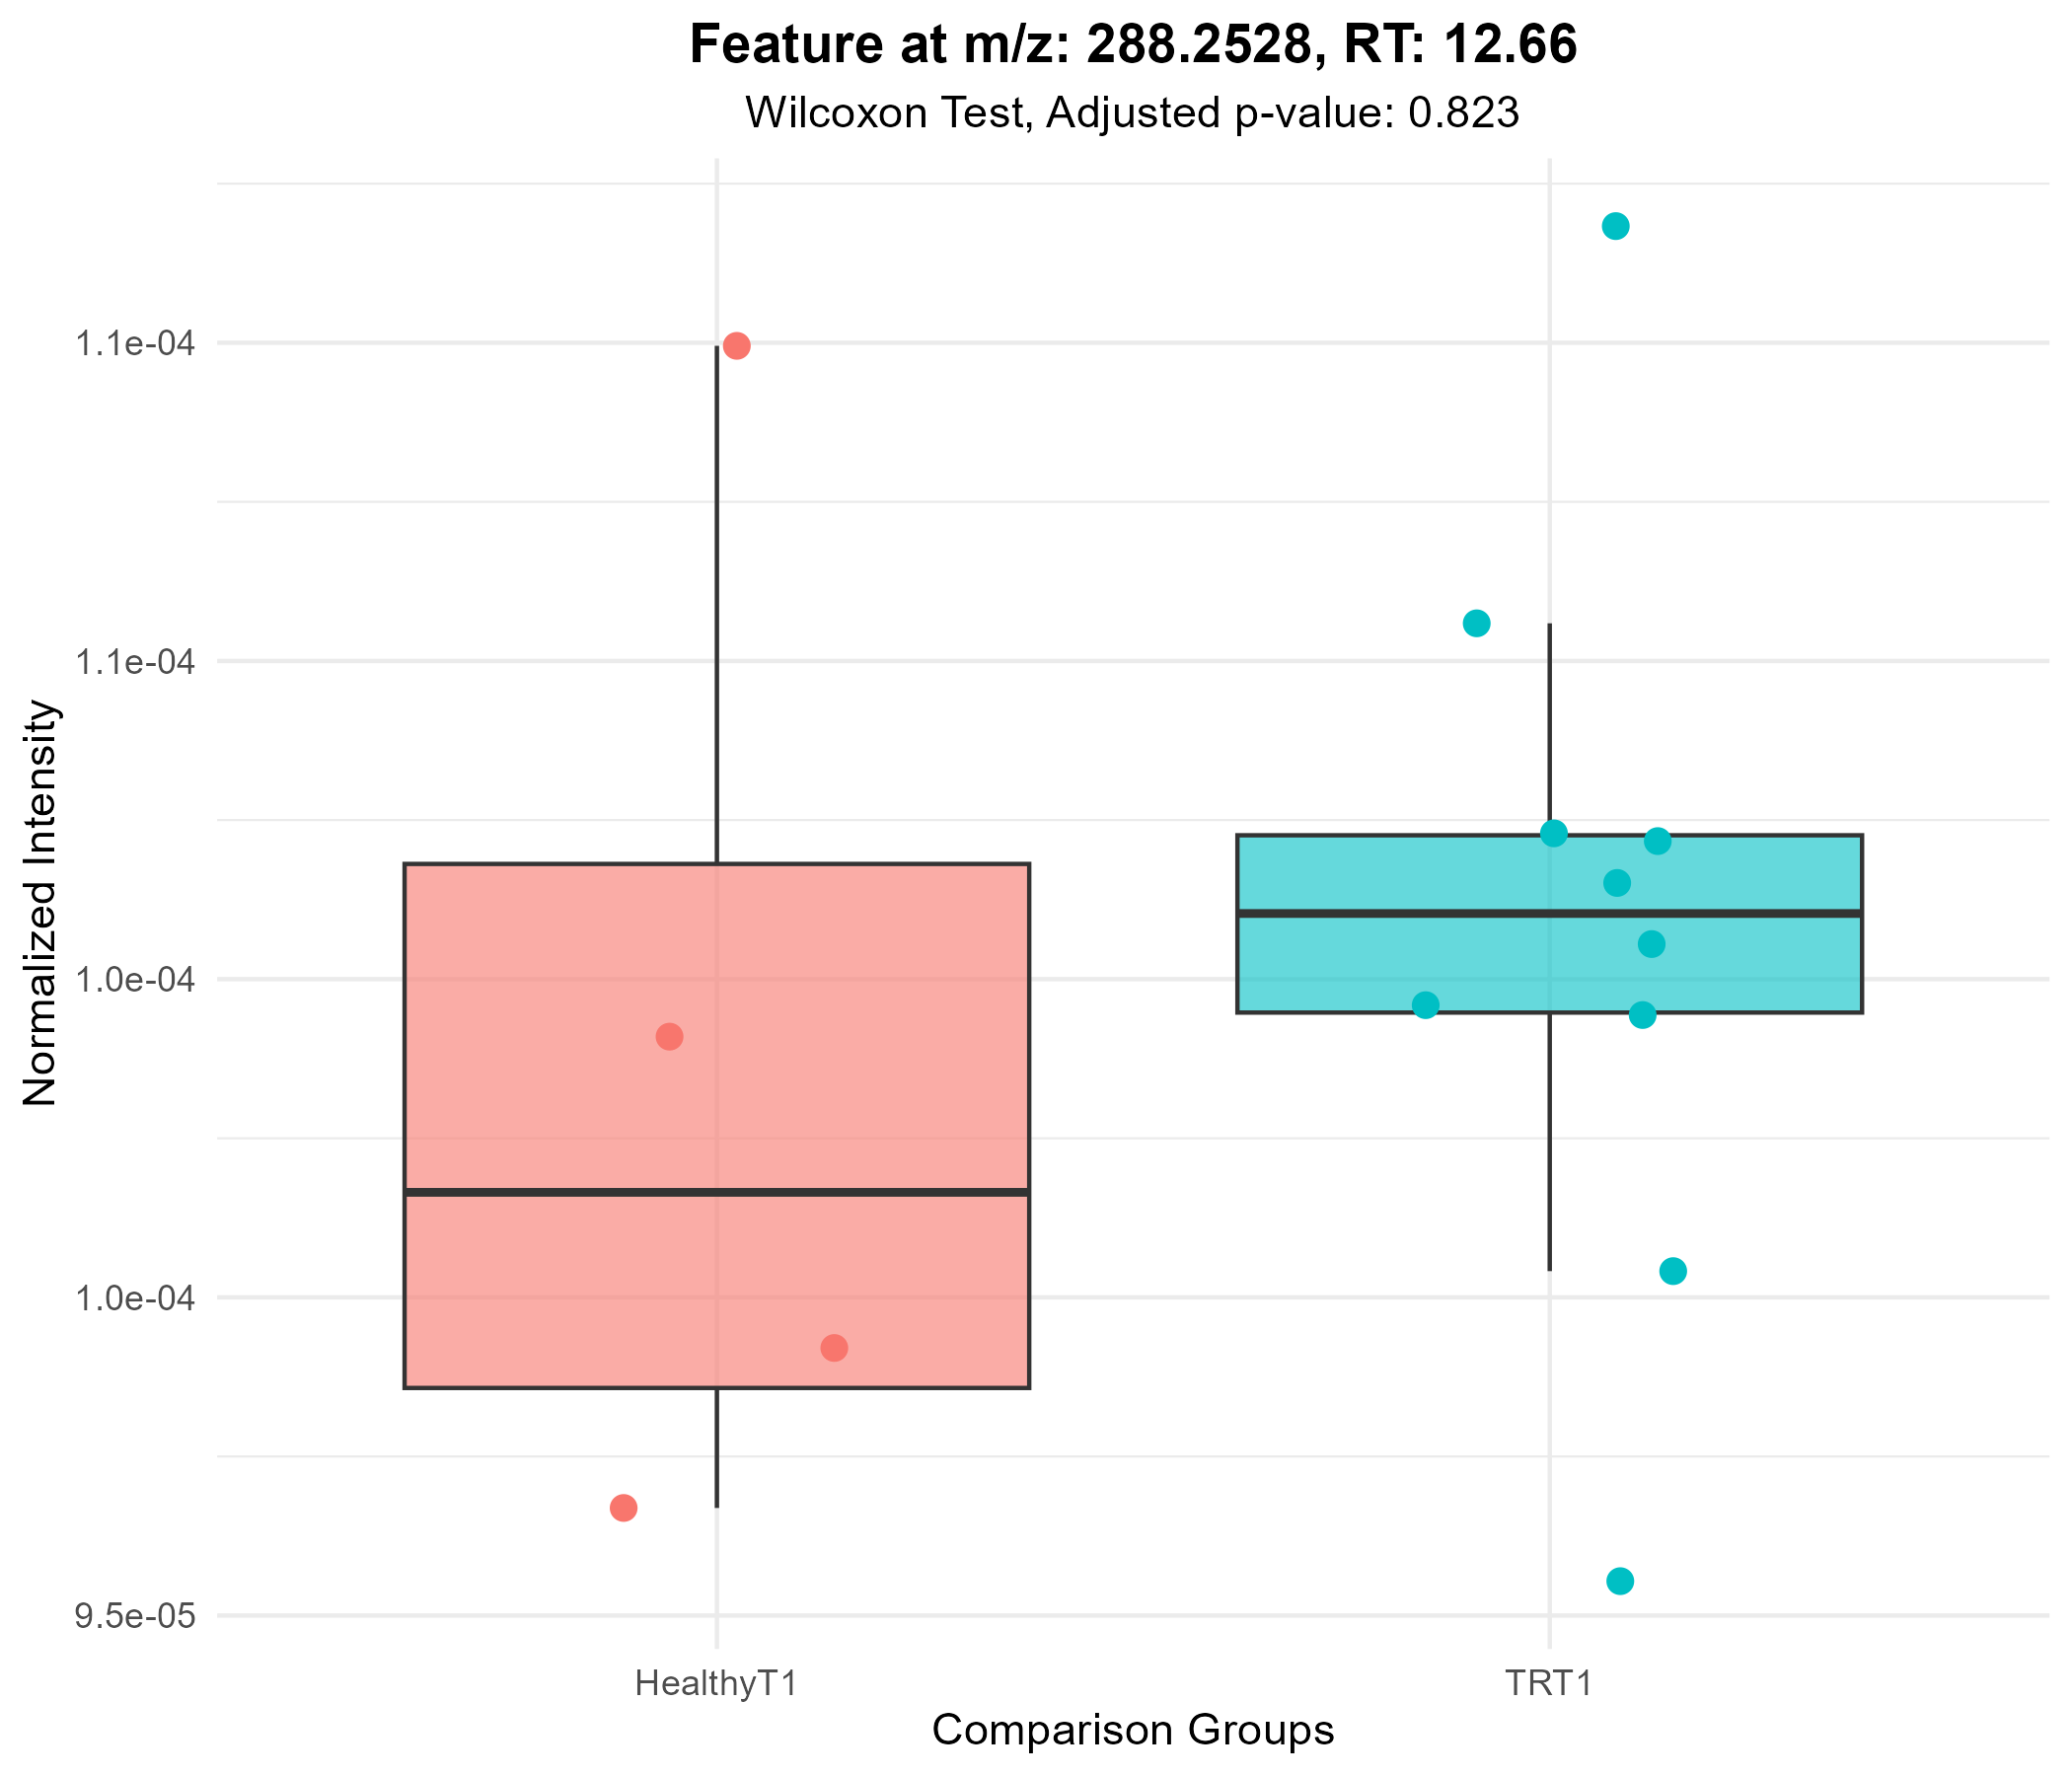 Feature at m/z: 288.2528, RT: 12.66
Wilcoxon Test, Adjusted p-value: 0.823
Normalized Intensity
1.1e-04
1.1e-04
1.0e-04
1.0e-04
9.5e-05
HealthyT1
TRT1
Comparison Groups